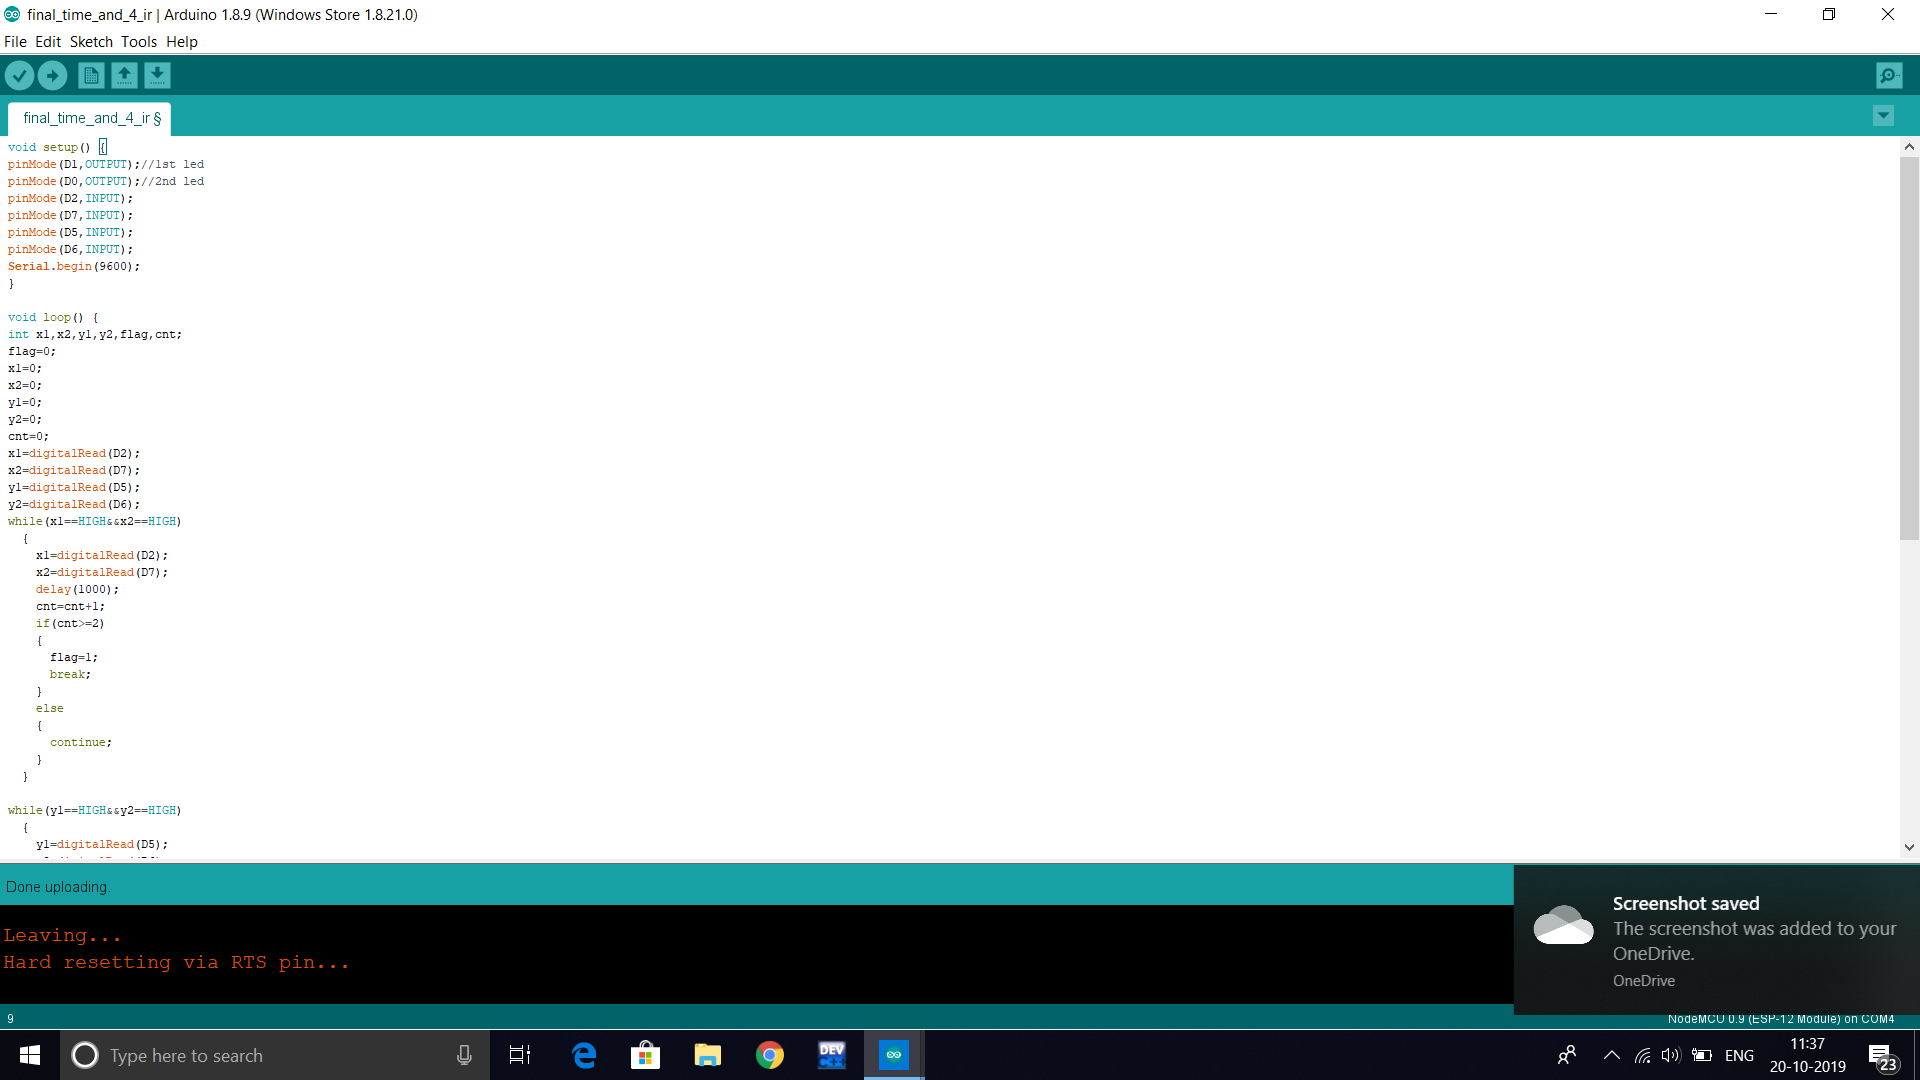 final_time_and_4_ir | Arduino 1.8.9 (Windows Store 1.8.21.0)
File Edit Sketch Tools Help
final_time_and_4_ir §
void setup() {
pinMode(D1,OUTPUT);//1st led
pinMode(D0,OUTPUT);//2nd led
pinMode(D2,INPUT);
pinMode(D7,INPUT);
pinMode(D5,INPUT);
pinMode(D6,INPUT);
Serial.begin(9600);
}
void loop() {
int x1,x2,y1,y2,flag,cnt;
flag=0;
x1=0;
x2=0;
y1=0;
y2=0;
cnt=0;
x1=digitalRead(D2);
x2=digitalRead(D7);
y1=digitalRead(D5);
y2=digitalRead(D6);
while(x1==HIGH&&x2==HIGH)
{
x1=digitalRead(D2);
x2=digitalRead(D7);
delay(1000);
cnt=cnt+1;
if(cnt>=2)
{
flag=1;
break;
}
else
{
continue;
}
}
while(y1==HIGH&&y2==HIGH)
{
y1=digitalRead(D5);
Done uploading.
Leaving...
Hard resetting via RTS pin...
Screenshot saved
The screenshot was added to your
OneDrive.
OneDrive
9
NodeMCU 0.9 (ESP-12 Module) on COM4
Type here to search
DEV
C++
ENG
11:37
20-10-2019
23